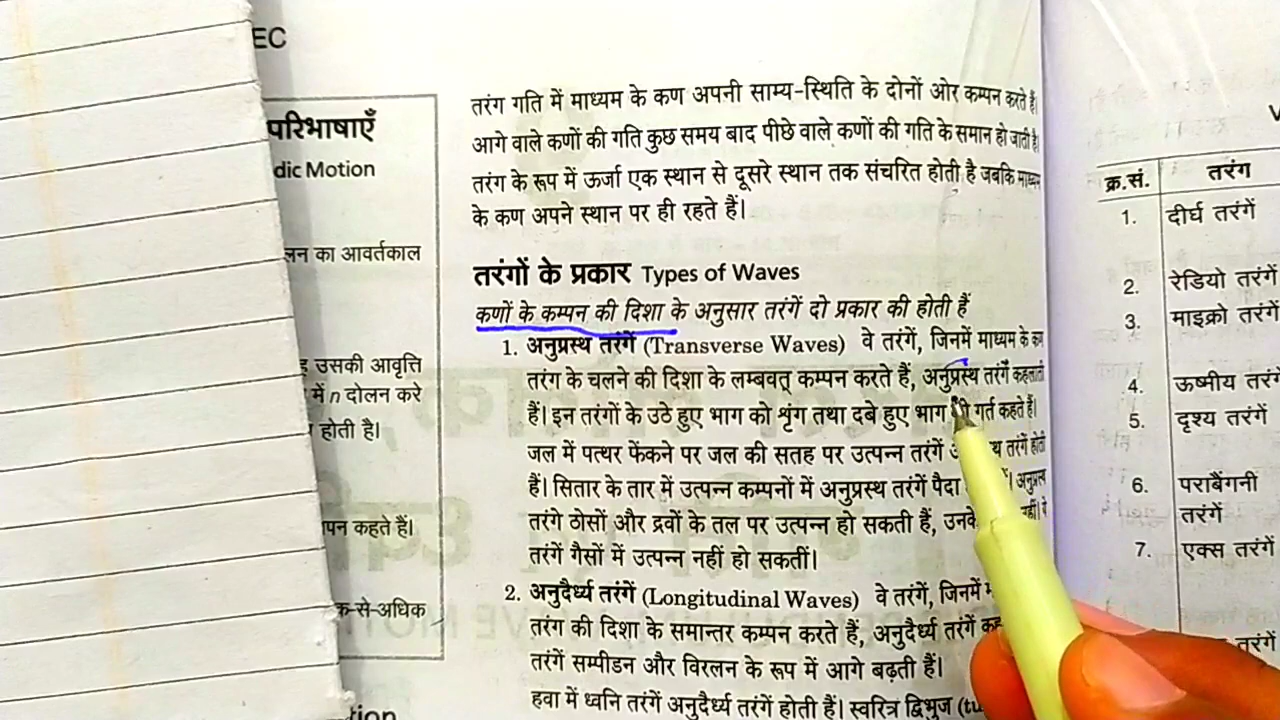 EC
परिभाषाएँ
dic Motion
लन का आवर्तकाल
उसकी आवृत्ति
में n दोलन करे
होती है।
पन कहते हैं।
क-से-अधिक
tion
तरंग गति में माध्यम के कण अपनी साम्य-स्थिति के दोनों ओर कम्पन करते हैं।
आगे वाले कणों की गति कुछ समय बाद पीछे वाले कणों की गति के समान हो जाती है।
तरंग के रूप में ऊर्जा एक स्थान से दूसरे स्थान तक संचरित होती है जबकि माध्यम
के कण अपने स्थान पर ही रहते हैं।
तरंगों के प्रकार Types of Waves
कणों के कम्पन की दिशा के अनुसार तरंगें दो प्रकार की होती हैं
1. अनुप्रस्थ तरंगें (Transverse Waves) वे तरंगें, जिनमें माध्यम के कण
तरंग के चलने की दिशा के लम्बवत् कम्पन करते हैं, अनुप्रस्थ तरंगें कहलाती
हैं। इन तरंगों के उठे हुए भाग को शृंग तथा दबे हुए भाग गर्त कहते हैं।
जल में पत्थर फेंकने पर जल की सतह पर उत्पन्न तरंगें तरंगें होती
हैं। सितार के तार में उत्पन्न कम्पनों में अनुप्रस्थ तरंगें पैदा अनुप्रस्थ
तरंगे ठोसों और द्रवों के तल पर उत्पन्न हो सकती हैं, उनके नहीं। ये
तरंगें गैसों में उत्पन्न नहीं हो सकतीं।
2. अनुदैर्ध्य तरंगें (Longitudinal Waves) वे तरंगें, जिनमें
तरंग की दिशा के समान्तर कम्पन करते हैं, अनुदैर्ध्य तरंगें
तरंगें सम्पीडन और विरलन के रूप में आगे बढ़ती हैं।
हवा में ध्वनि तरंगें अनुदैर्ध्य तरंगें होती हैं। स्वरित्र द्विभुज (tu
क्र.सं. तरंग
1. दीर्घ तरंगें
2. रेडियो तरंगें
3. माइक्रो तरंगें
4. ऊष्मीय तरंगें
5. दृश्य तरंगें
6. पराबैंगनी
तरंगें
7. एक्स तरंगें